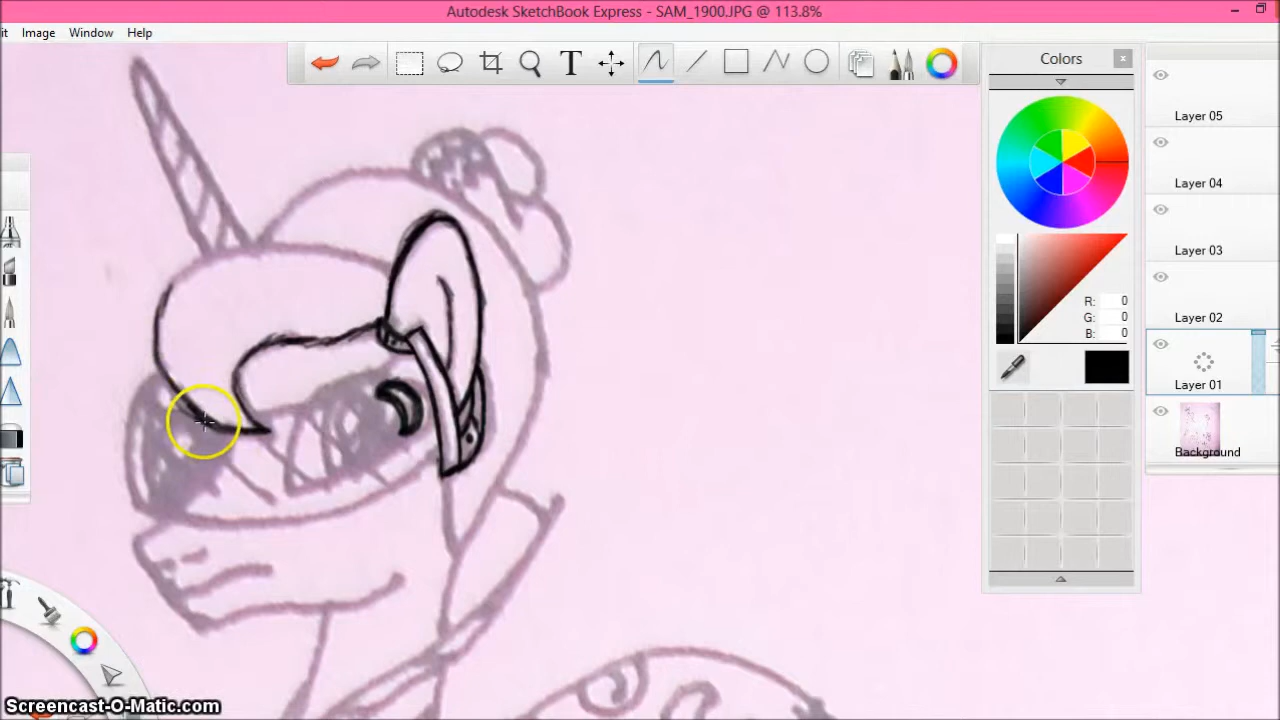 Autodesk SketchBook Express - SAM_1900.JPG @ 113.8%
it Image Window Help
T
Colors x
Layer 05
Layer 04
Layer 03
Layer 02
R: 0
G: 0
B: 0
Layer 01
Background
Screencast-O-Matic.com